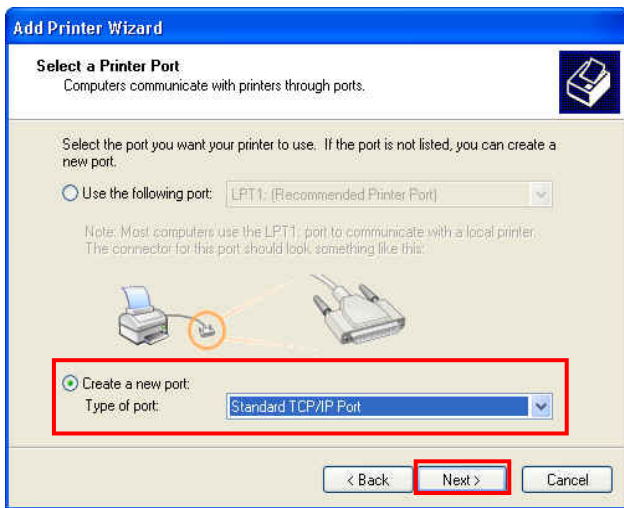 Add Printer Wizard
Select a Printer Port
Computers communicate with printers through ports.
Select the port you want your printer to use. If the port is not listed, you can create a
new port.
Use the following port: LPT1: (Recommended Printer Port)
Note: Most computers use the LPT1: port to communicate with a local printer.
The connector for this port should look something like this:
Create a new port:
Type of port: Standard TCP/IP Port
< Back Next > Cancel